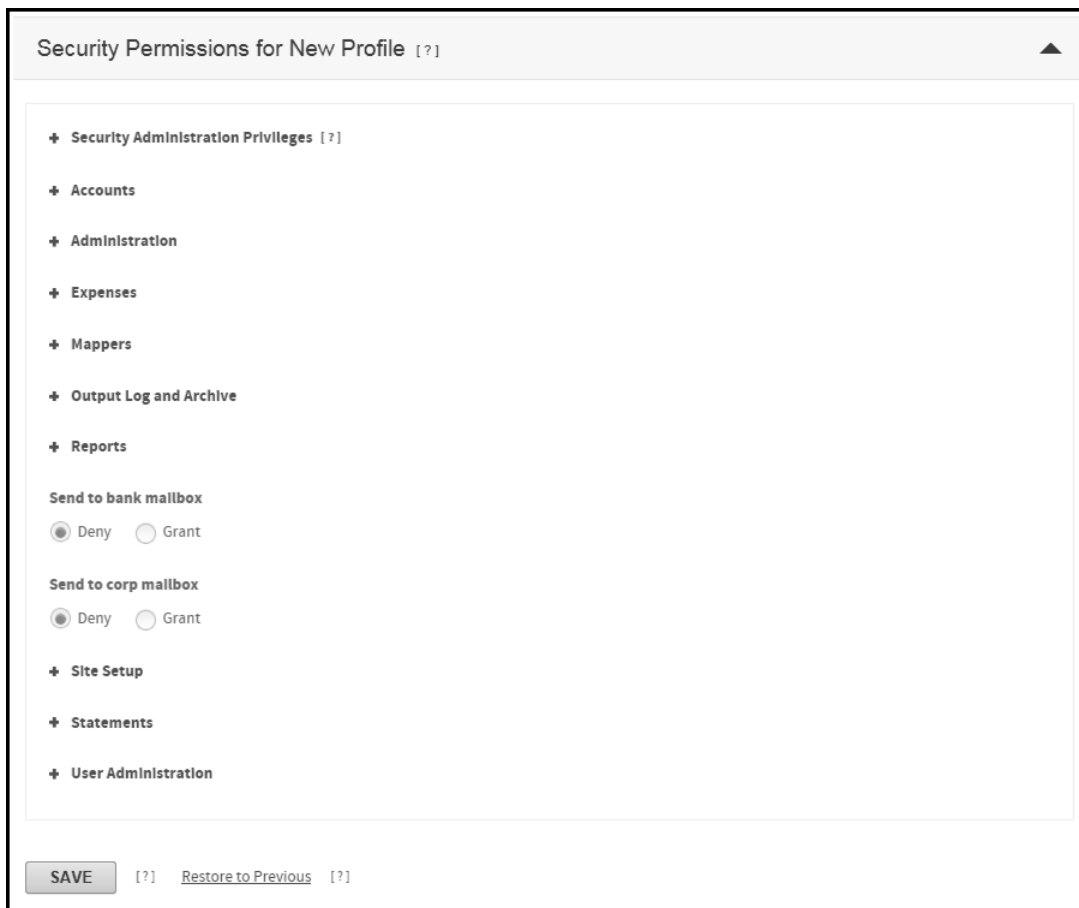 Security Permissions for New Profile [?]
+ Security Administration Privileges [?]
+ Accounts
+ Administration
+ Expenses
+ Mappers
+ Output Log and Archive
+ Reports
Send to bank mailbox
Deny Grant
Send to corp mailbox
Deny Grant
+ Site Setup
+ Statements
+ User Administration
SAVE [?] Restore to Previous [?]